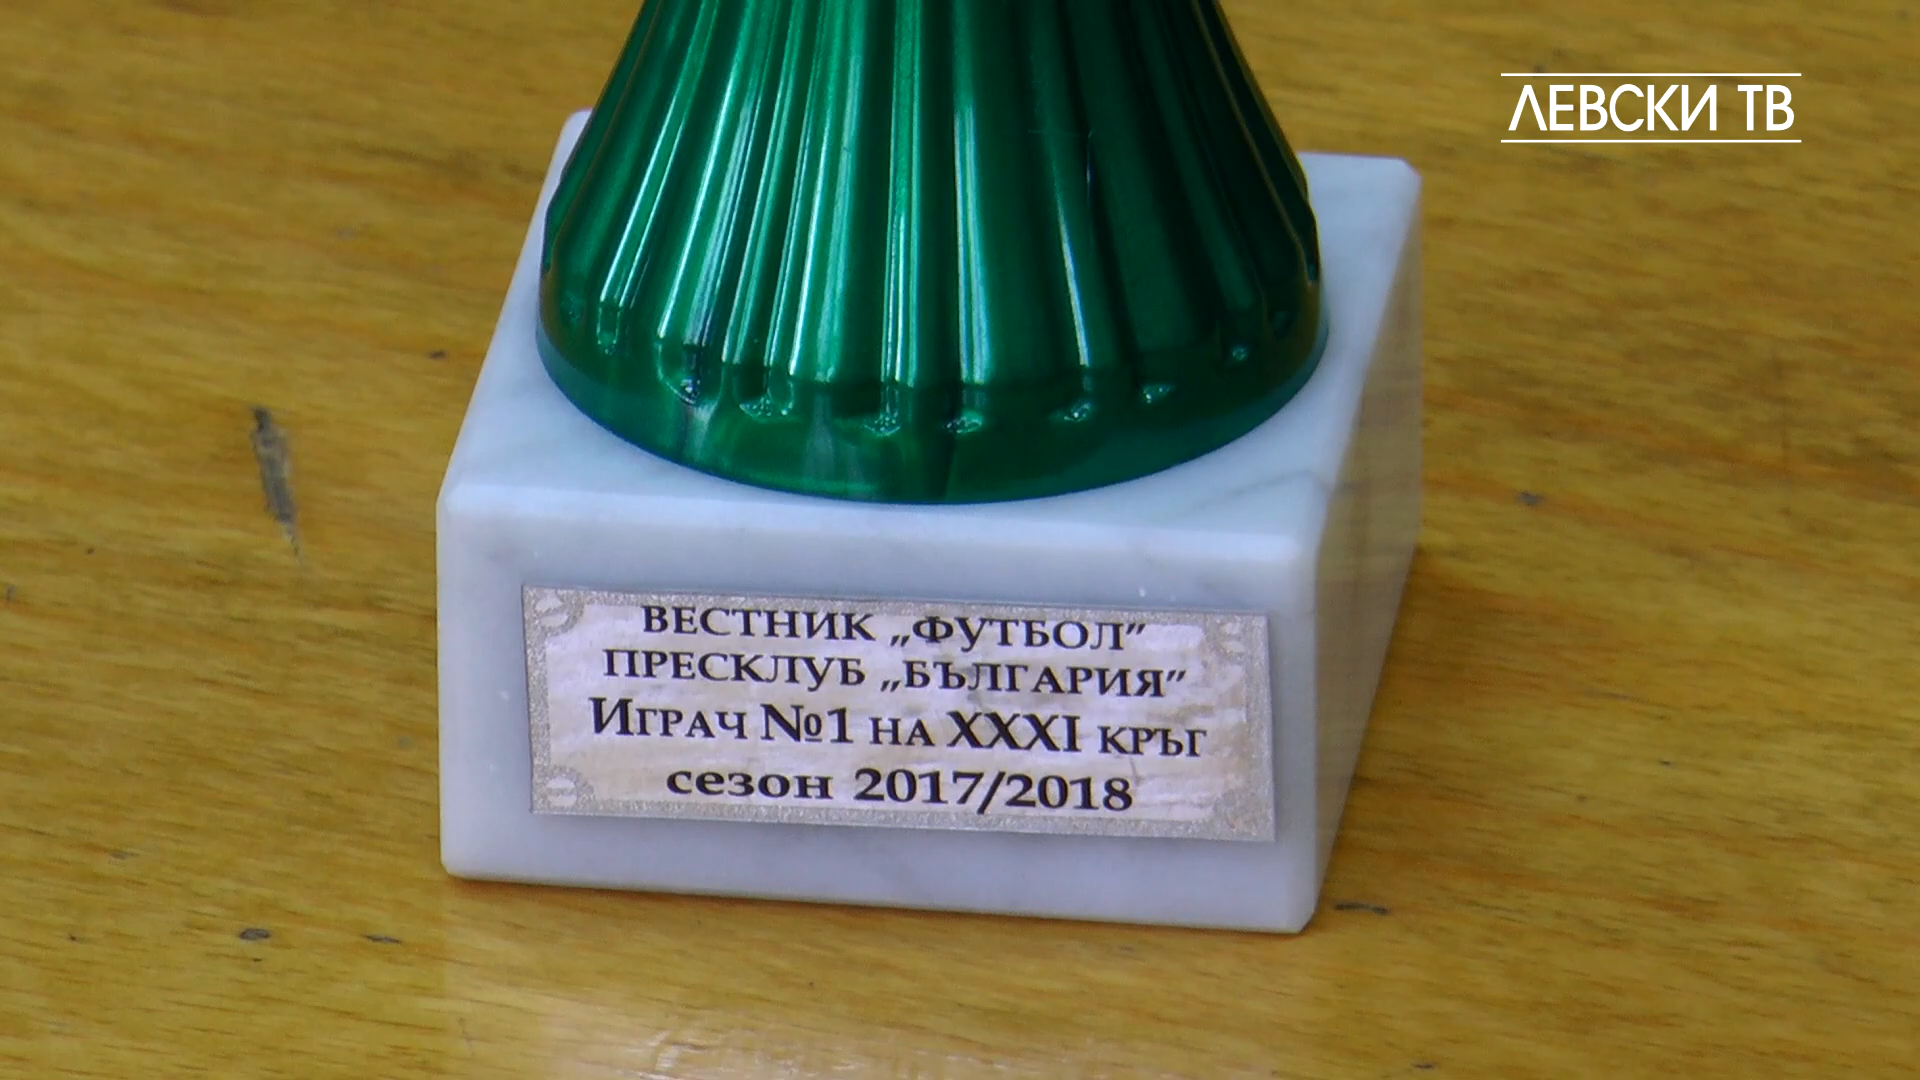 ЛЕВСКИ ТВ
ВЕСТНИК „ФУТБОЛ”
ПРЕСКЛУБ „БЪЛГАРИЯ”
ИГРАЧ №1 НА XXXI КРЪГ
сезон 2017/2018